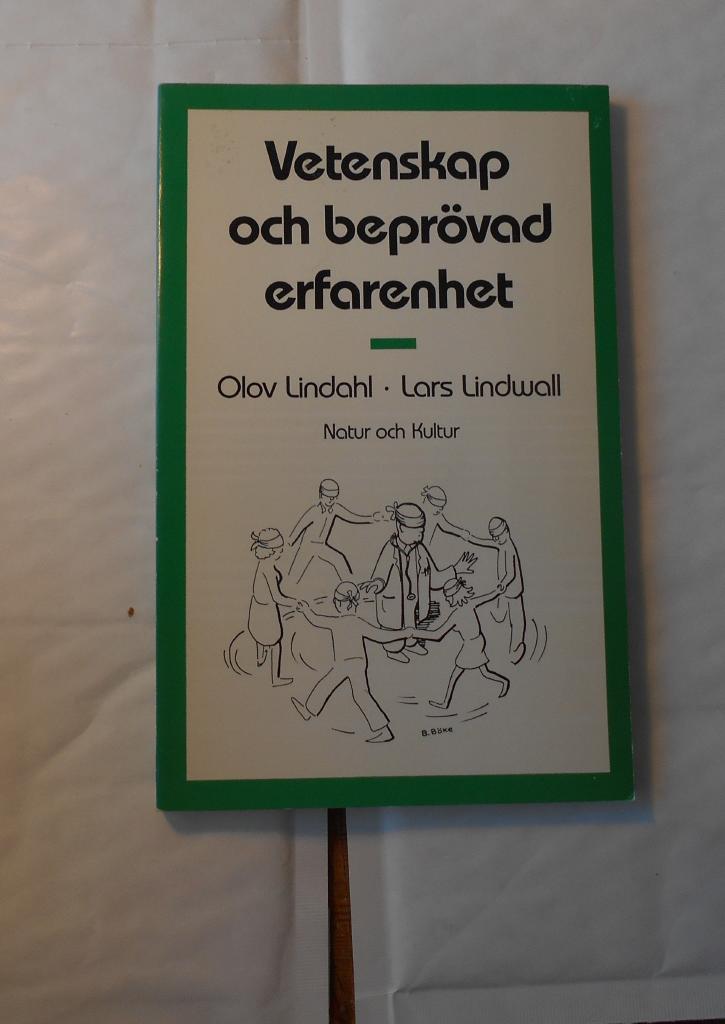 Vetenskap
och beprövad
erfarenhet
Olov Lindahl · Lars Lindwall
Natur och Kultur
B. Böke